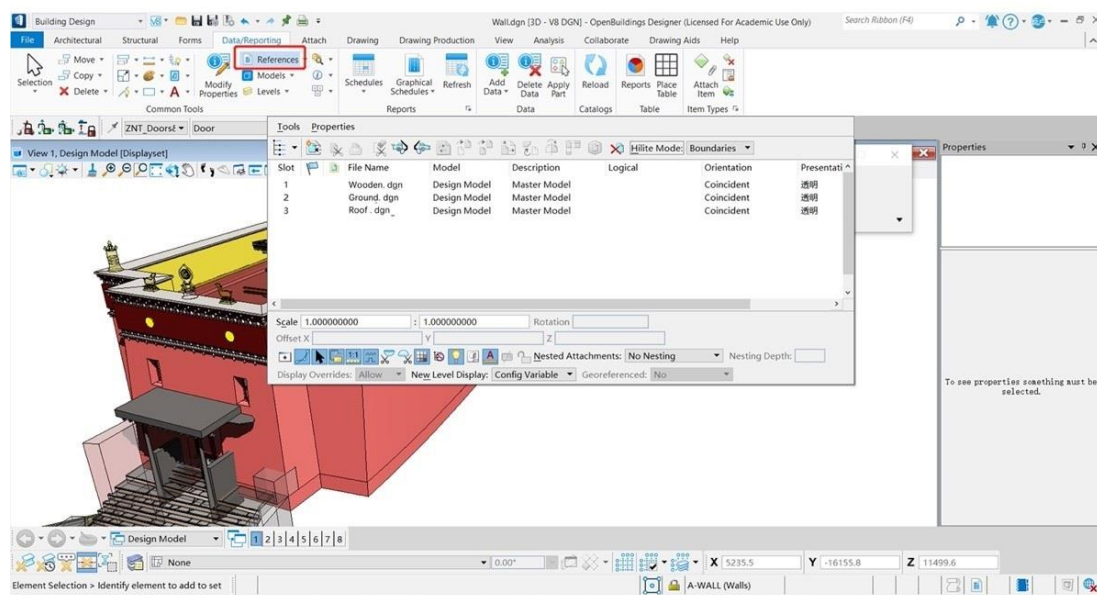 Building Design
Wall.dgn [3D - V8 DGN] - OpenBuildings Designer (Licensed For Academic Use Only)
Search Ribbon (F4)
File Architectural Structural Forms Data/Reporting Attach Drawing Drawing Production View Analysis Collaborate Drawing Aids Help
Selection
Move
Copy
Delete
Modify Properties
References
Models
Levels
Schedules
Graphical Schedules
Refresh
Add Data
Delete Data
Apply Part
Reload
Reports
Place Table
Attach Item
Common Tools Reports Data Catalogs Table Item Types
ZNT_Doors& Door
Tools Properties
View 1, Design Model [Displayset]
Hilite Mode: Boundaries
Properties
Slot File Name Model Description Logical Orientation Presentati
1 Wooden. dgn Design Model Master Model Coincident 透明
2 Ground. dgn Design Model Master Model Coincident 透明
3 Roof . dgn_ Design Model Master Model Coincident 透明
Scale 1.000000000 : 1.000000000 Rotation
Offset X Y Z
1:1 A Nested Attachments: No Nesting Nesting Depth:
Display Overrides: Allow New Level Display: Config Variable Georeferenced: No
To see properties something must be
selected.
Design Model 1 2 3 4 5 6 7 8
None 0.00° X 5235.5 Y -16155.8 Z 11499.6
Element Selection > Identify element to add to set A-WALL (Walls)